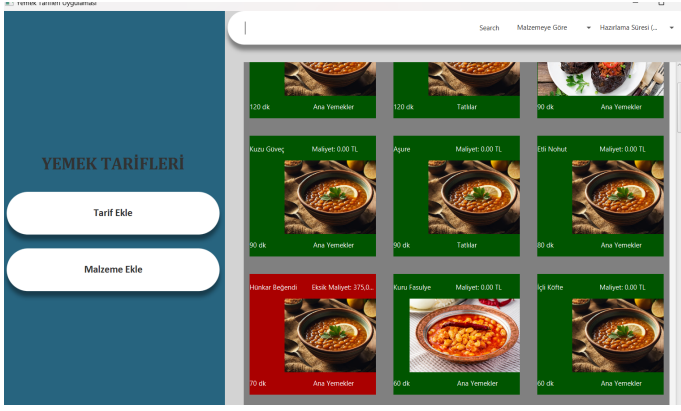 Yemek Tarifleri Uygulaması
Search Malzemeye Göre Hazırlama Süresi (...
120 dk Ana Yemekler
120 dk Tatlılar
90 dk Ana Yemekler
YEMEK TARİFLERİ
Tarif Ekle
Malzeme Ekle
Kuzu Güveç Maliyet: 0.00 TL
90 dk Ana Yemekler
Aşure Maliyet: 0.00 TL
90 dk Tatlılar
Etli Nohut Maliyet: 0.00 TL
80 dk Ana Yemekler
Hünkar Beğendi Eksik Maliyet: 375,0...
70 dk Ana Yemekler
Kuru Fasulye Maliyet: 0.00 TL
60 dk Ana Yemekler
İçli Köfte Maliyet: 0.00 TL
60 dk Ana Yemekler